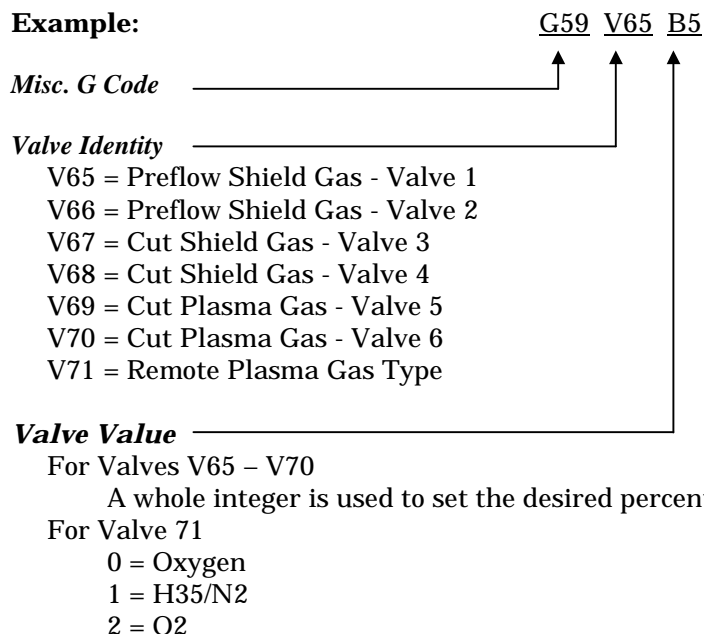 Example: G59 V65 B5
Misc. G Code
Valve Identity
V65 = Preflow Shield Gas - Valve 1
V66 = Preflow Shield Gas - Valve 2
V67 = Cut Shield Gas - Valve 3
V68 = Cut Shield Gas - Valve 4
V69 = Cut Plasma Gas - Valve 5
V70 = Cut Plasma Gas - Valve 6
V71 = Remote Plasma Gas Type
Valve Value
For Valves V65 – V70
A whole integer is used to set the desired percent
For Valve 71
0 = Oxygen
1 = H35/N2
2 = O2